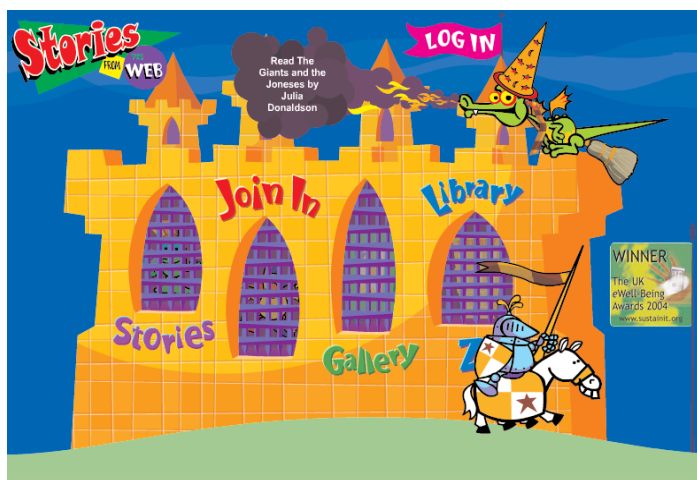 Stories
FROM THE
WEB
Read The
Giants and the
Joneses by
Julia
Donaldson
LOG IN
Join In
Library
Stories
Gallery
Z
WINNER
The UK
eWell-Being
Awards 2004
www.sustainit.org